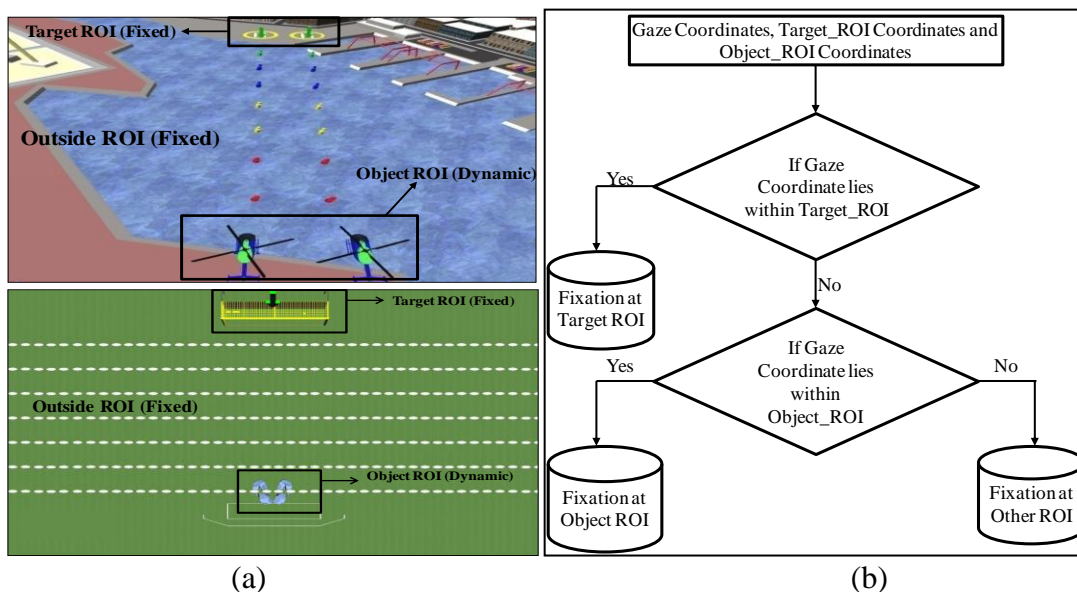 Target ROI (Fixed)
Outside ROI (Fixed)
Object ROI (Dynamic)
Target ROI (Fixed)
Outside ROI (Fixed)
Object ROI (Dynamic)
(a)
Gaze Coordinates, Target_ROI Coordinates and
Object_ROI Coordinates
If Gaze
Coordinate lies
within Target_ROI
Yes
Fixation at
Target ROI
No
If Gaze
Coordinate lies
within
Object_ROI
Yes
No
Fixation at
Object ROI
Fixation at
Other ROI
(b)